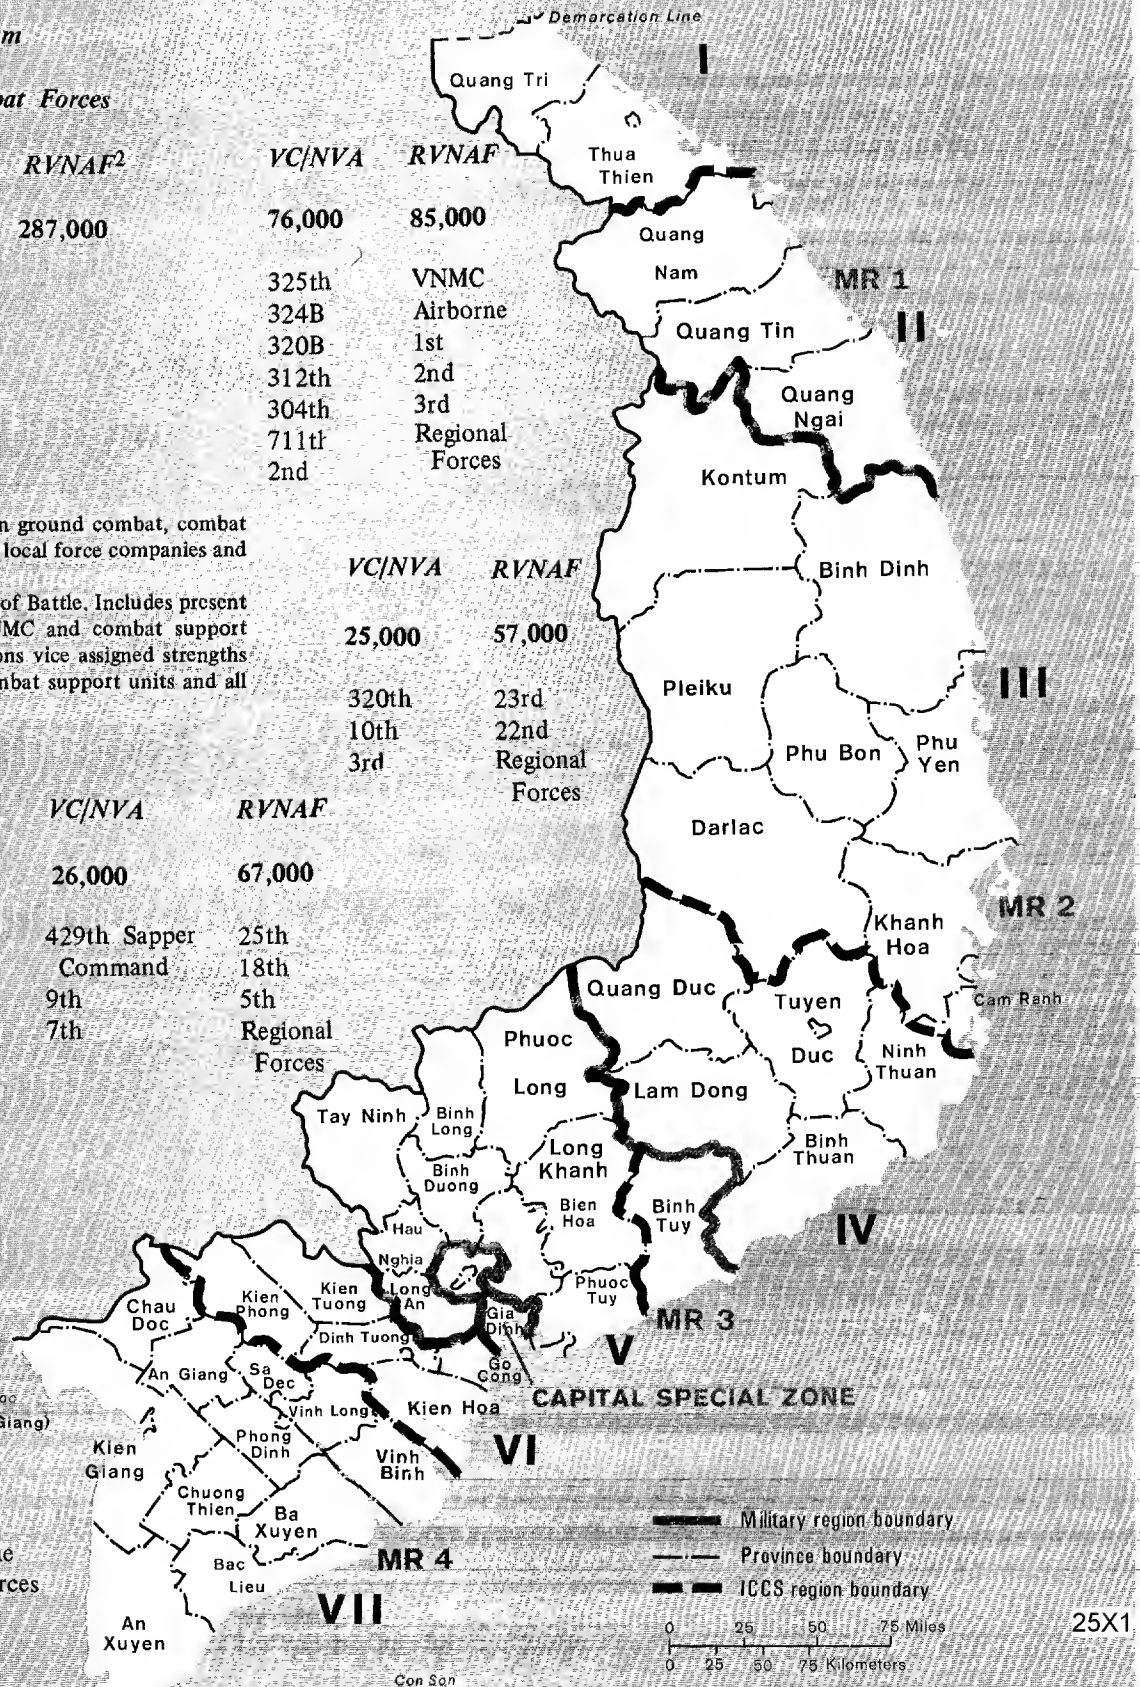 m
Demarcation Line
I
Quang Tri
bat Forces
RVNAF²
VC/NVA RVNAF
Thua
Thien
287,000
76,000 85,000
Quang
Nam
325th VNMC
324B Airborne
320B 1st
312th 2nd
304th 3rd
711th Regional
2nd Forces
MR 1
II
Quang Tin
Quang
Ngai
Kontum
n ground combat, combat
local force companies and
of Battle. Includes present
MC and combat support
ons vice assigned strengths
nbat support units and all
VC/NVA RVNAF
25,000 57,000
320th 23rd
10th 22nd
3rd Regional
Forces
Binh Dinh
Pleiku
III
Phu Bon
Phu
Yen
Darlac
VC/NVA RVNAF
26,000 67,000
429th Sapper 25th
Command 18th
9th 5th
7th Regional
Forces
MR 2
Khanh
Hoa
Cam Ranh
Quang Duc
Tuyen
Duc
Ninh
Thuan
Phuoc
Long
Lam Dong
Tay Ninh
Binh
Long
Long
Khanh
Binh
Thuan
Binh
Duong
Bien
Hoa
Binh
Tuy
IV
Hau
Nghia
Phuoc
Tuy
Long
An
Gia
Dinh
MR 3
V
Kien
Tuong
Kien
Phong
Chau
Doc
Dinh Tuong
Go
Cong
CAPITAL SPECIAL ZONE
An Giang
Sa
Dec
Vinh Long
Kien Hoa
VI
Giang)
Kien
Giang
Phong
Dinh
Vinh
Binh
Chuong
Thien
Ba
Xuyen
MR 4
Bac
Lieu
VII
rces
An
Xuyen
Con Son
Military region boundary
Province boundary
ICCS region boundary
0 25 50 75 Miles
0 25 50 75 Kilometers
25X1